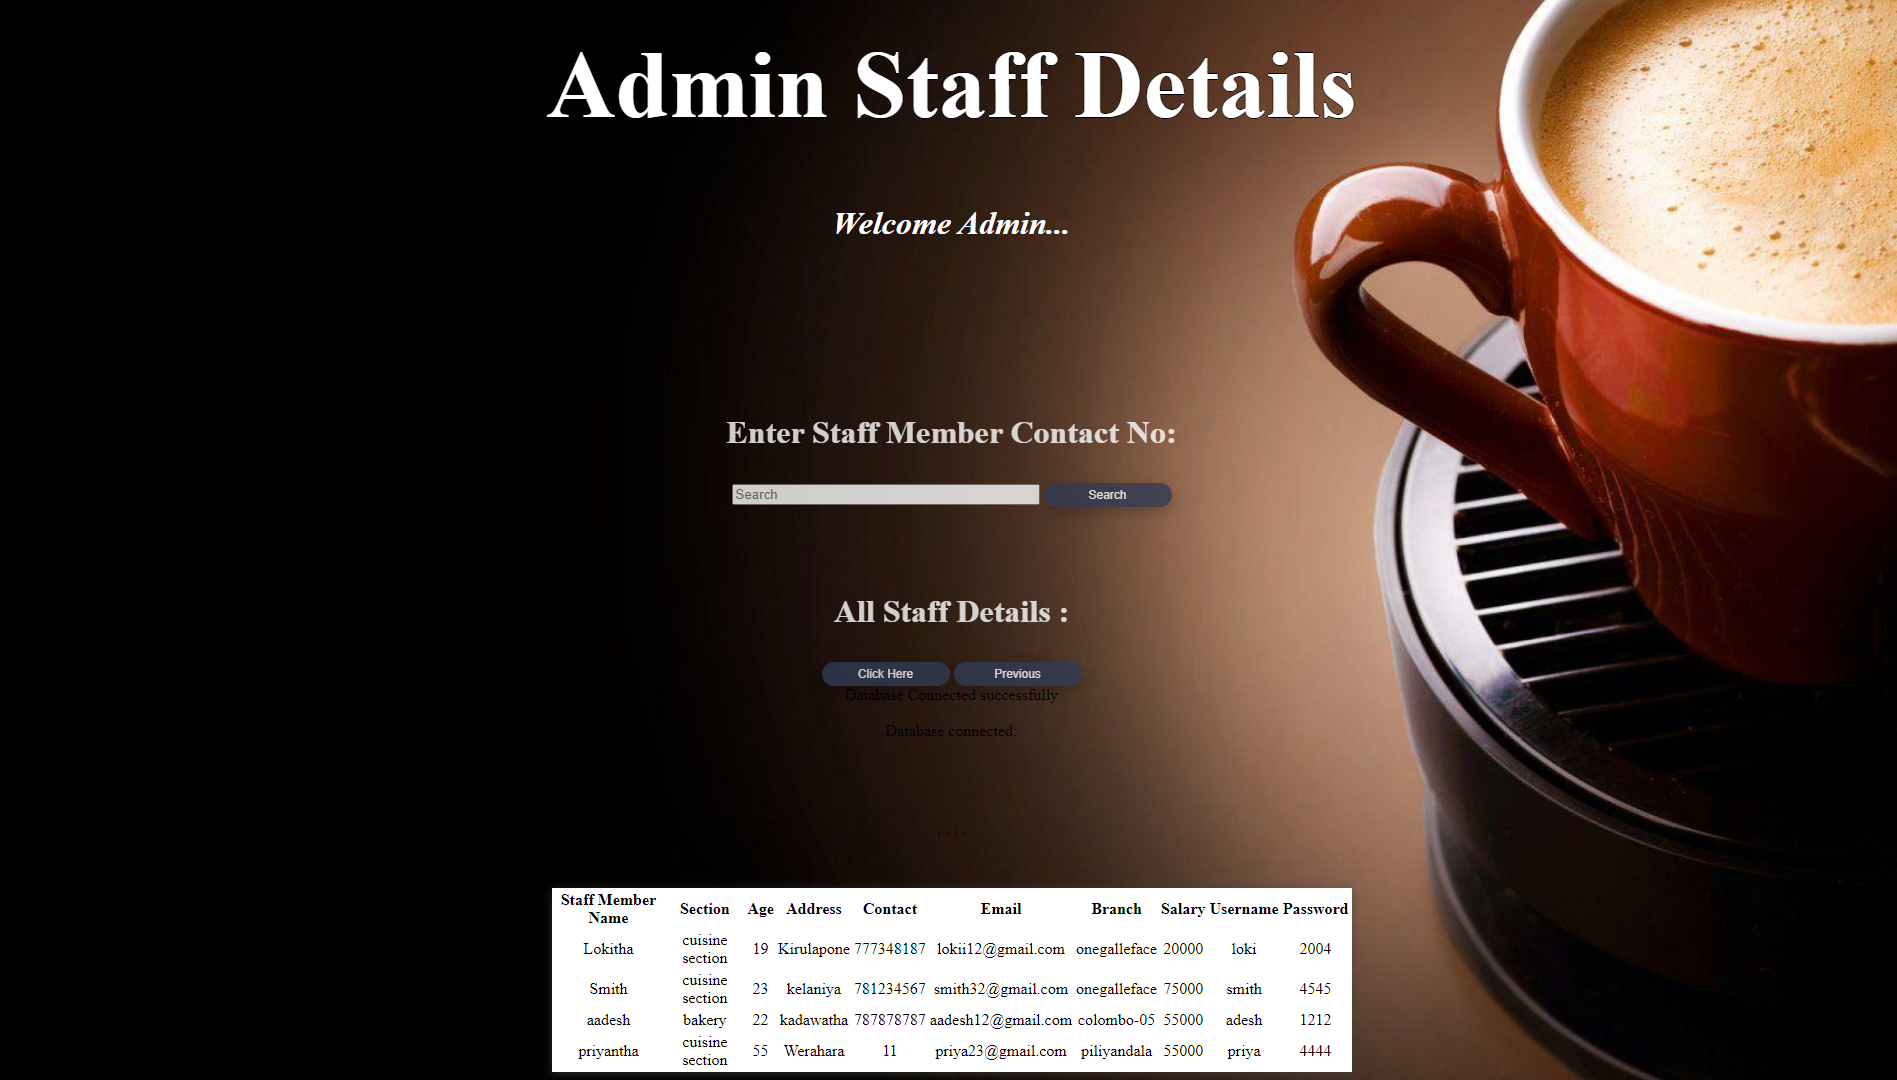 Admin Staff Details
Welcome Admin...
Enter Staff Member Contact No:
Search Search
All Staff Details :
Click Here Previous
Database Connected successfully
Database connected:
: : : :
Staff Member Name Section Age Address Contact Email Branch Salary Username Password
Lokitha cuisine section 19 Kirulapone 777348187 lokii12@gmail.com onegalleface 20000 loki 2004
Smith cuisine section 23 kelaniya 781234567 smith32@gmail.com onegalleface 75000 smith 4545
aadesh bakery 22 kadawatha 787878787 aadesh12@gmail.com colombo-05 55000 adesh 1212
priyantha cuisine section 55 Werahara 11 priya23@gmail.com piliyandala 55000 priya 4444